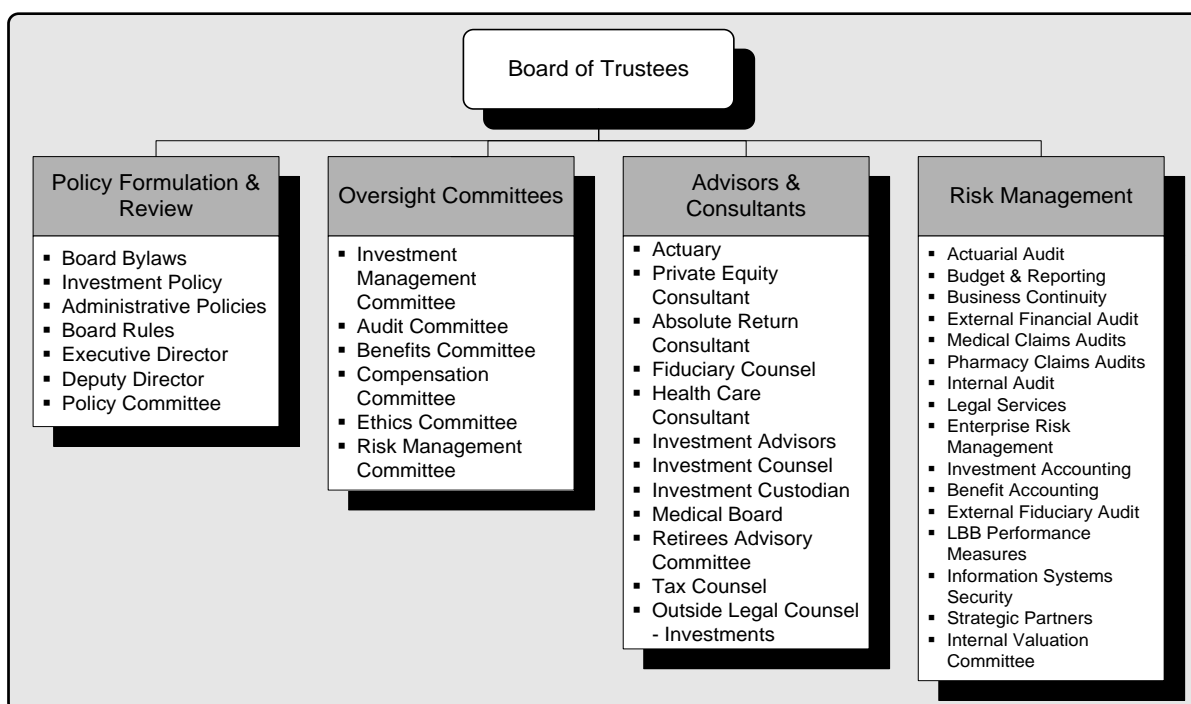 Board of Trustees
Policy Formulation &
Review
▪ Board Bylaws
▪ Investment Policy
▪ Administrative Policies
▪ Board Rules
▪ Executive Director
▪ Deputy Director
▪ Policy Committee
Oversight Committees
▪ Investment
Management
Committee
▪ Audit Committee
▪ Benefits Committee
▪ Compensation
Committee
▪ Ethics Committee
▪ Risk Management
Committee
Advisors &
Consultants
▪ Actuary
▪ Private Equity
Consultant
▪ Absolute Return
Consultant
▪ Fiduciary Counsel
▪ Health Care
Consultant
▪ Investment Advisors
▪ Investment Counsel
▪ Investment Custodian
▪ Medical Board
▪ Retirees Advisory
Committee
▪ Tax Counsel
▪ Outside Legal Counsel
- Investments
Risk Management
▪ Actuarial Audit
▪ Budget & Reporting
▪ Business Continuity
▪ External Financial Audit
▪ Medical Claims Audits
▪ Pharmacy Claims Audits
▪ Internal Audit
▪ Legal Services
▪ Enterprise Risk
Management
▪ Investment Accounting
▪ Benefit Accounting
▪ External Fiduciary Audit
▪ LBB Performance
Measures
▪ Information Systems
Security
▪ Strategic Partners
▪ Internal Valuation
Committee